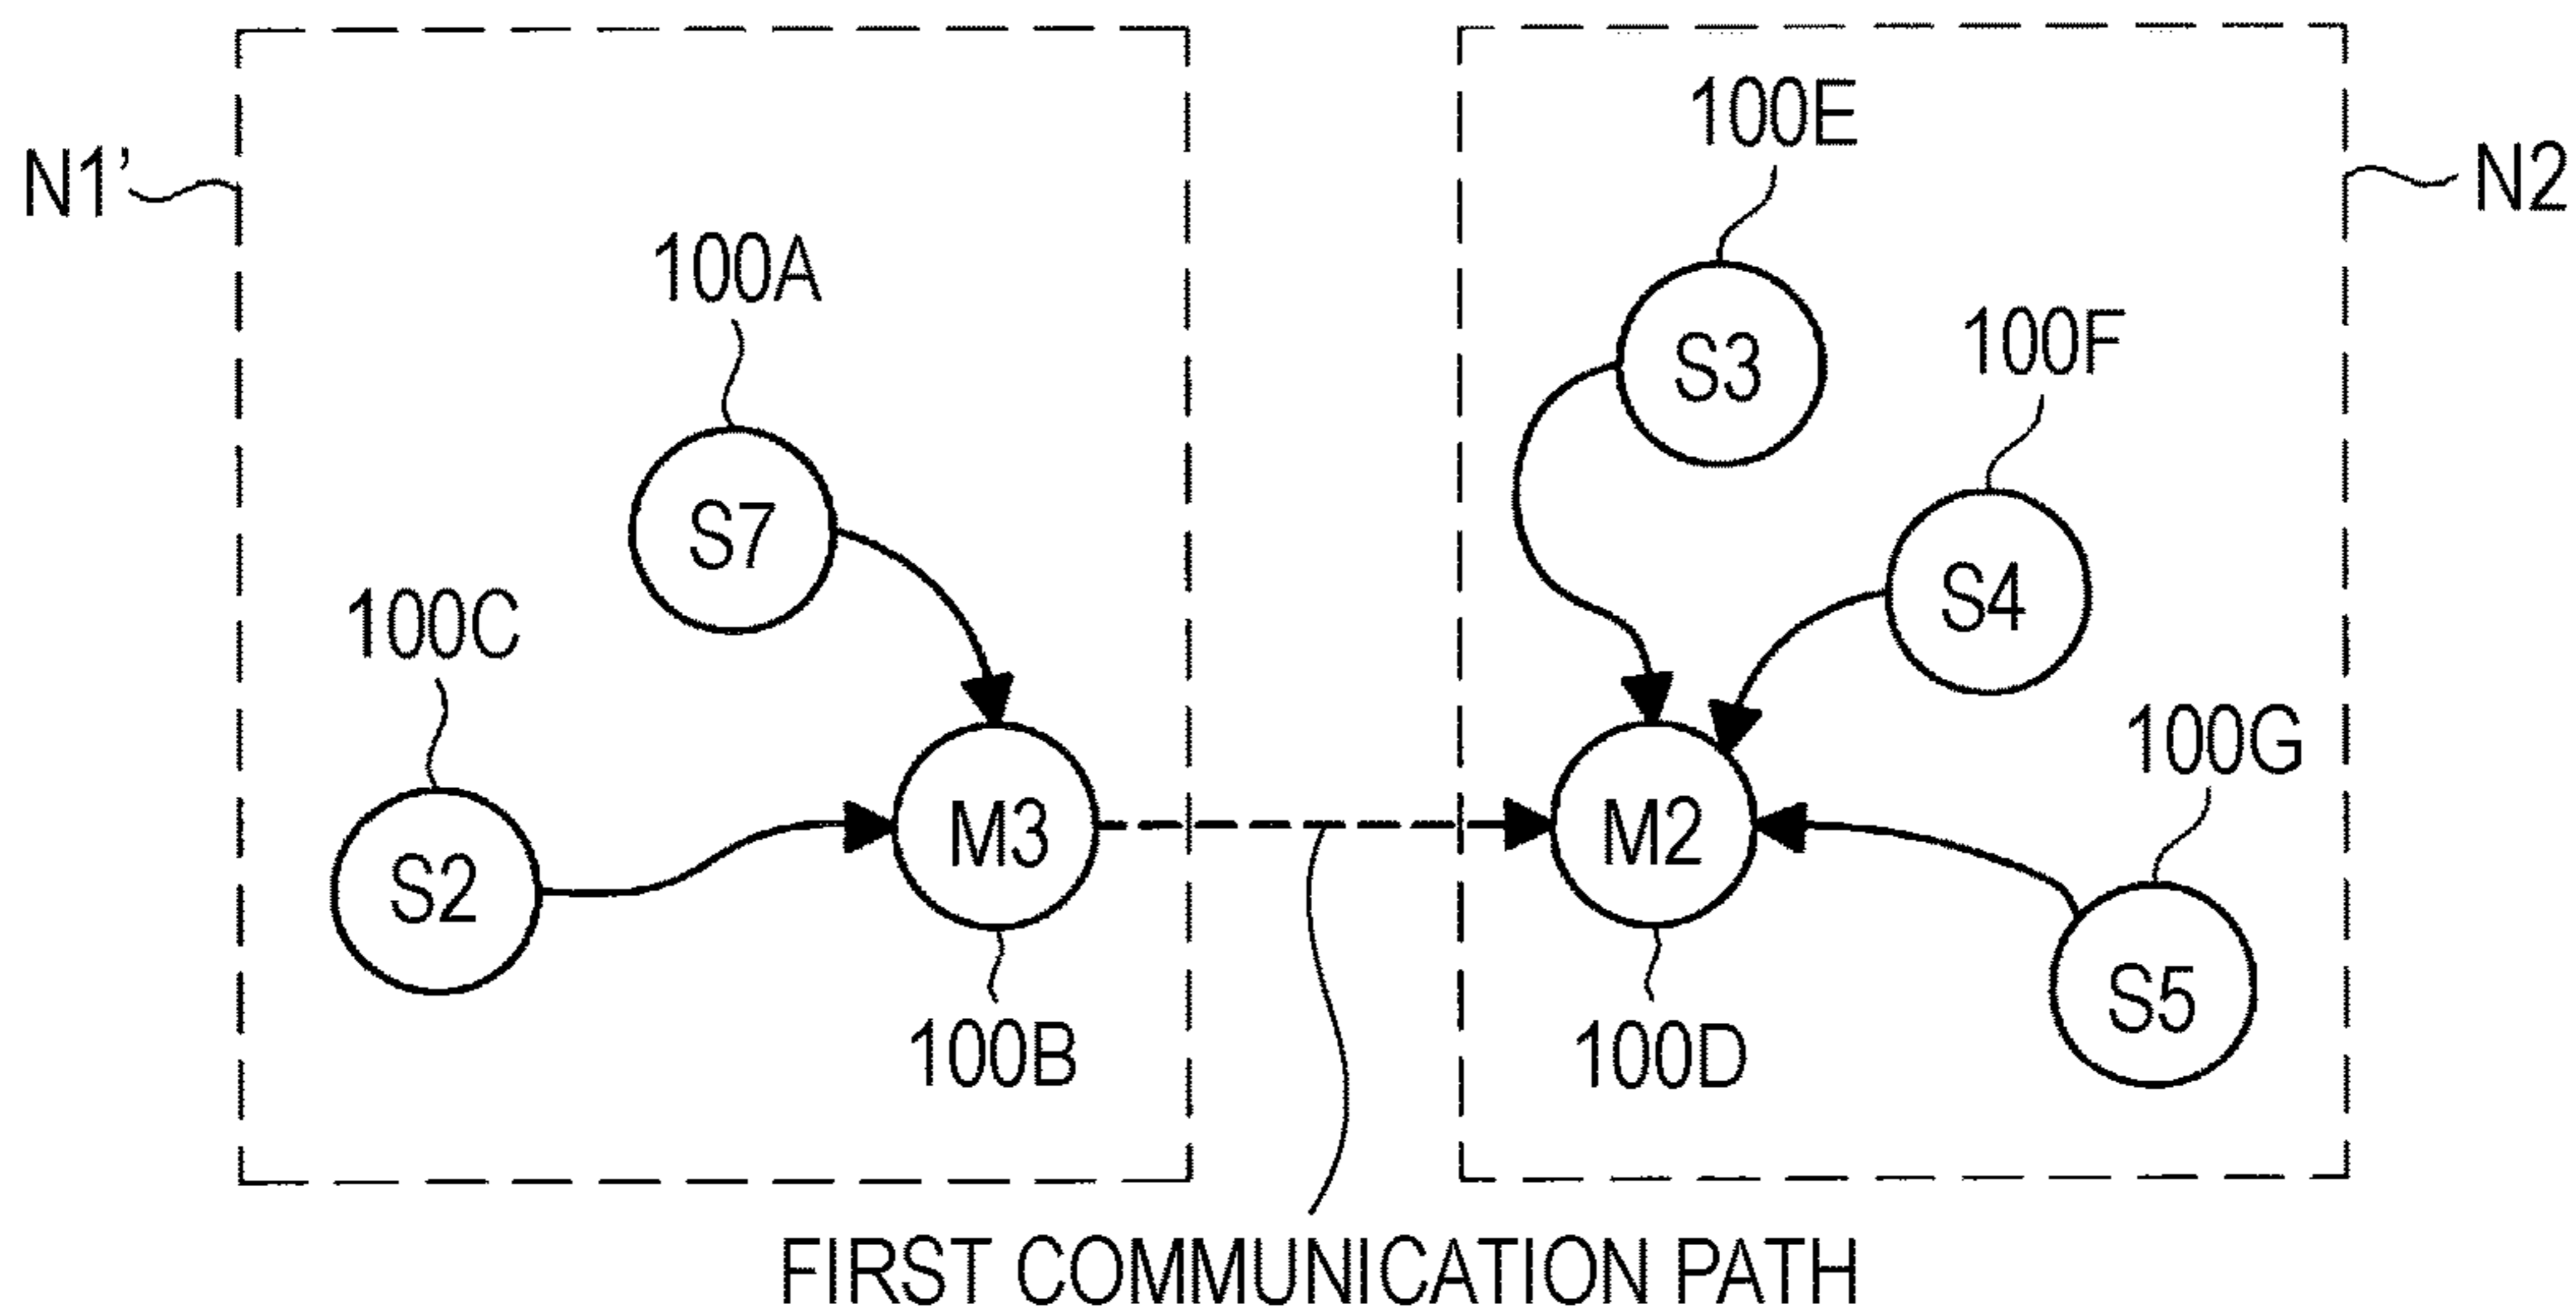 100E
N1’
N2
100A
100F
S3
S7
S4
100C
100G
M3
M2
S2
S5
100B
100D
FIRST COMMUNICATION PATH